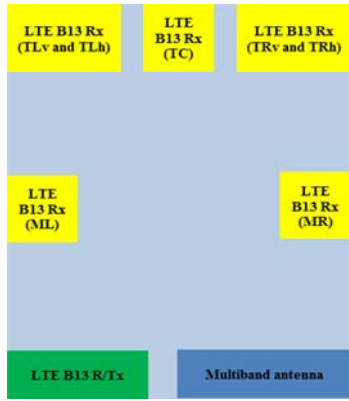 LTE B13 Rx
(TLv and TLh)
LTE
B13 Rx
(TC)
LTE B13 Rx
(TRv and TRh)
LTE
B13 Rx
(ML)
LTE
B13 Rx
(MR)
LTE B13 R/Tx
Multiband antenna